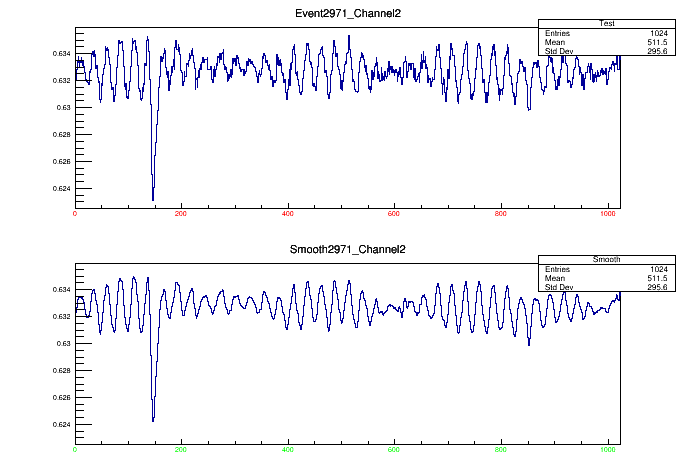 Event2971_Channel2
Test
Entries 1024
Mean 511.5
Std Dev 295.6
0.634
0.632
0.63
0.628
0.626
0.624
0 200 400 600 800 1000
Smooth2971_Channel2
Smooth
Entries 1024
Mean 511.5
Std Dev 295.6
0.634
0.632
0.63
0.628
0.626
0.624
0 200 400 600 800 1000